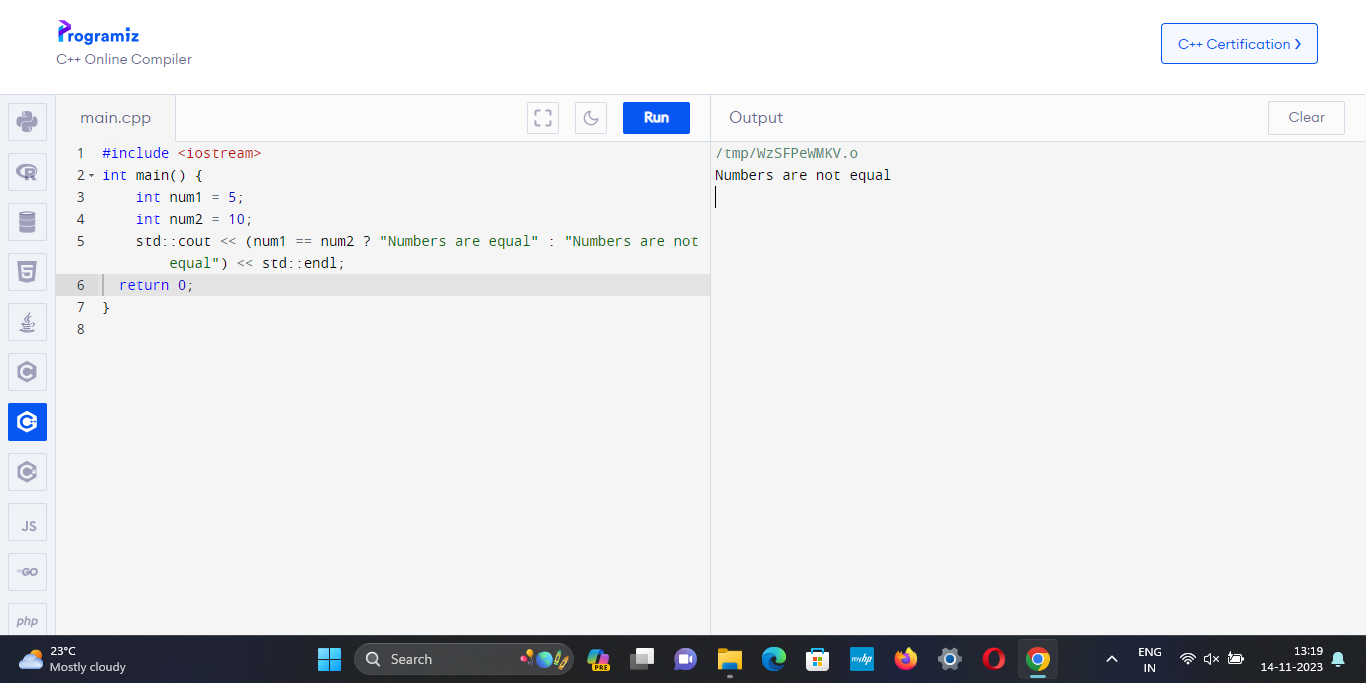 Programiz
C++ Online Compiler
C++ Certification ❯
main.cpp
Run
Output
Clear
1 #include <iostream>
2 int main() {
3     int num1 = 5;
4     int num2 = 10;
5     std::cout << (num1 == num2 ? "Numbers are equal" : "Numbers are not
equal") << std::endl;
6   return 0;
7 }
8
/tmp/WzSFPeWMKV.o
Numbers are not equal
JS
GO
php
23°C
Mostly cloudy
Search
PRE
myhp
ENG
IN
13:19
14-11-2023